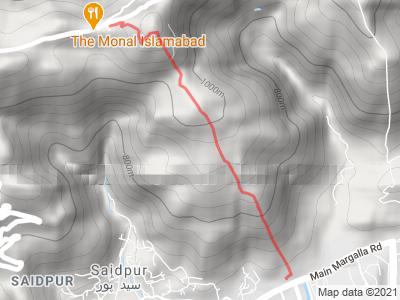 The Monal Islamabad
1000m
800m
800m
Main Margalla Rd
Saidpur
سید پور
SAIDPUR
Map data ©2021